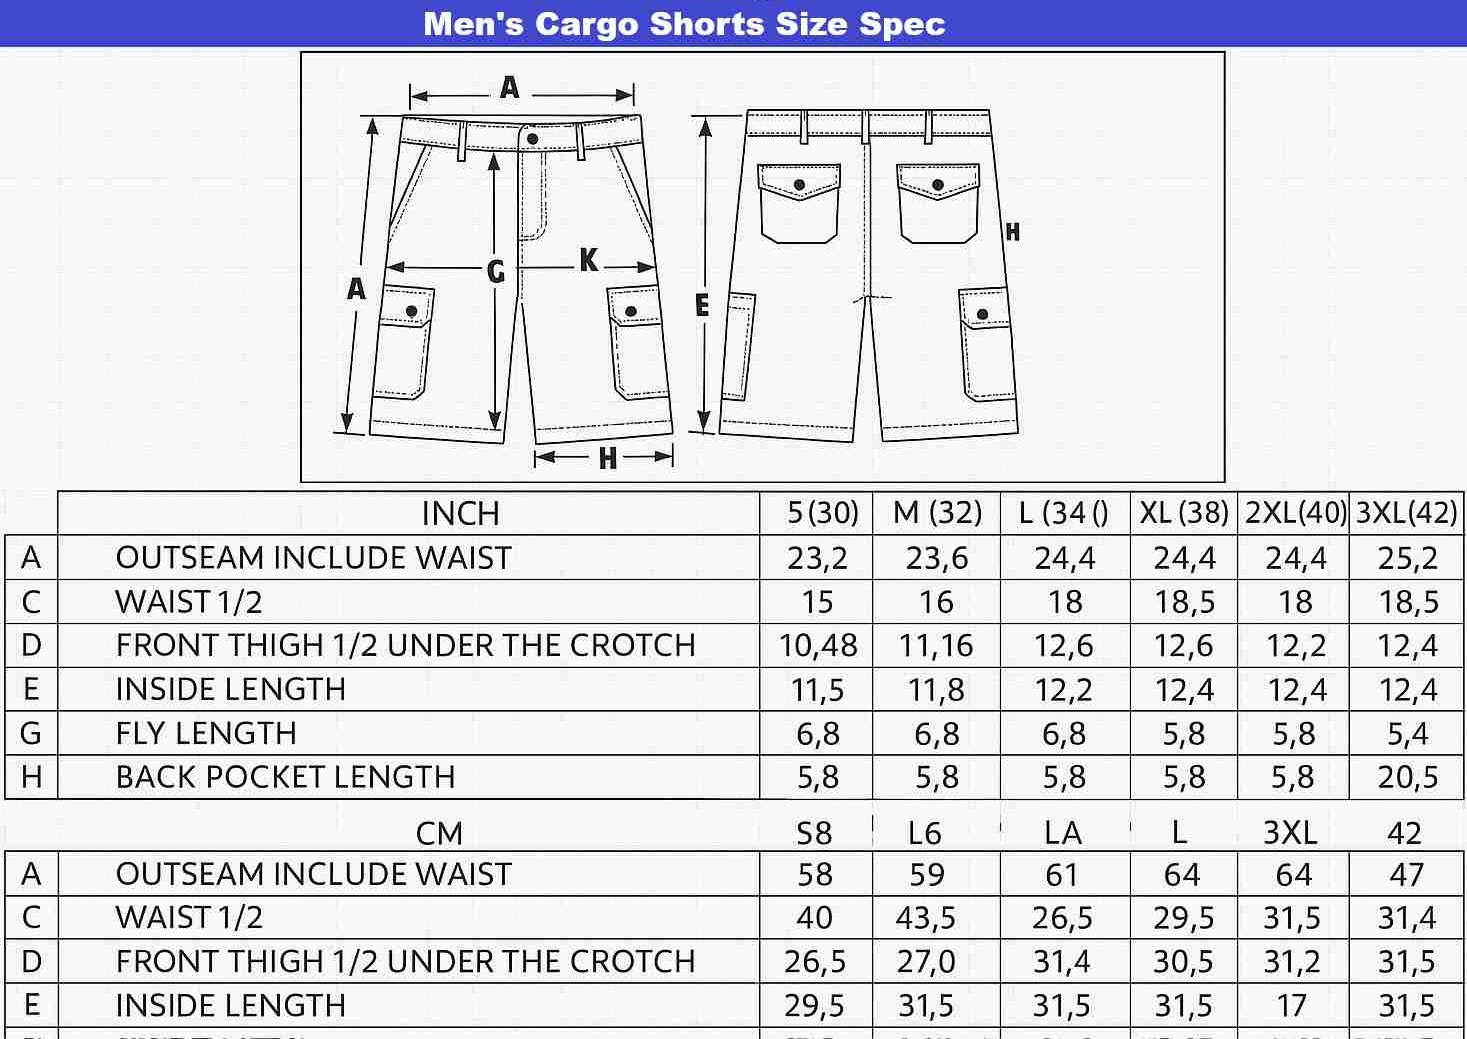 Men's Cargo Shorts Size Spec
A
A
G
K
H
E
H
INCH 5(30) M (32) L (34 () XL (38) 2XL(40) 3XL(42)
A OUTSEAM INCLUDE WAIST 23,2 23,6 24,4 24,4 24,4 25,2
C WAIST 1/2 15 16 18 18,5 18 18,5
D FRONT THIGH 1/2 UNDER THE CROTCH 10,48 11,16 12,6 12,6 12,2 12,4
E INSIDE LENGTH 11,5 11,8 12,2 12,4 12,4 12,4
G FLY LENGTH 6,8 6,8 6,8 5,8 5,8 5,4
H BACK POCKET LENGTH 5,8 5,8 5,8 5,8 5,8 20,5
CM S8 L6 LA L 3XL 42
A OUTSEAM INCLUDE WAIST 58 59 61 64 64 47
C WAIST 1/2 40 43,5 26,5 29,5 31,5 31,4
D FRONT THIGH 1/2 UNDER THE CROTCH 26,5 27,0 31,4 30,5 31,2 31,5
E INSIDE LENGTH 29,5 31,5 31,5 31,5 17 31,5